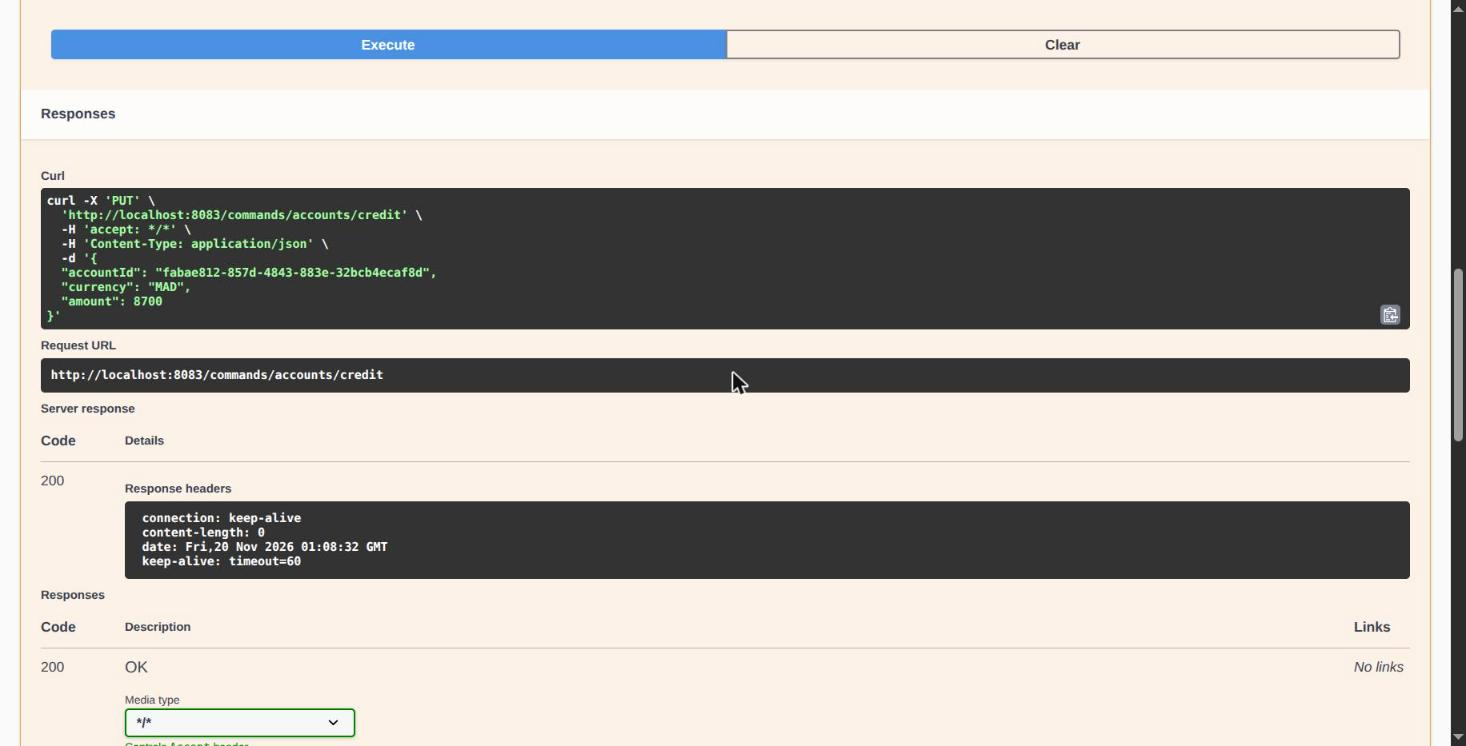 Execute
Clear
Responses
Curl
curl -X 'PUT' \
  'http://localhost:8083/commands/accounts/credit' \
  -H 'accept: */*' \
  -H 'Content-Type: application/json' \
  -d '{
  "accountId": "fabae812-857d-4843-883e-32bcb4ecaf8d",
  "currency": "MAD",
  "amount": 8700
}'
Request URL
http://localhost:8083/commands/accounts/credit
Server response
Code Details
200
Response headers
connection: keep-alive
content-length: 0
date: Fri,20 Nov 2026 01:08:32 GMT
keep-alive: timeout=60
Responses
Code Description Links
200 OK No links
Media type
*/*
Controls Accept header